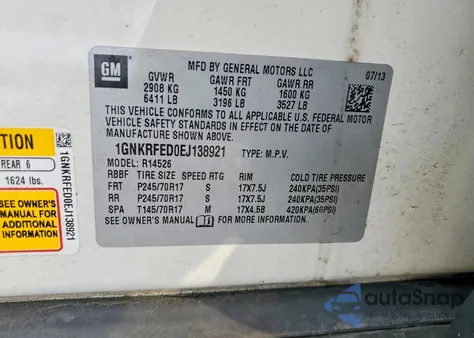 GM
MFD BY GENERAL MOTORS LLC
07/13
GVWR GAWR FRT GAWR RR
2908 KG 1450 KG 1600 KG
6411 LB 3196 LB 3527 LB
THIS VEHICLE CONFORMS TO ALL APPLICABLE U.S. FEDERAL MOTOR
VEHICLE SAFETY STANDARDS IN EFFECT ON THE DATE OF
MANUFACTURE SHOWN ABOVE.
1GNKRFED0EJ138921 TYPE: M.P.V.
MODEL: R14526
RBBF TIRE SIZE SPEED RTG RIM COLD TIRE PRESSURE
FRT P245/70R17 S 17X7.5J 240KPA(35PSI)
RR P245/70R17 S 17X7.5J 240KPA(35PSI)
SPA T145/70R17 M 17X4.5B 420KPA(60PSI)
SEE OWNER'S MANUAL FOR MORE INFORMATION.
TION
REAR 6
1624 lbs.
SEE OWNER'S
MANUAL FOR
ADDITIONAL
INFORMATION
1GNKRFED0EJ138921
autoSnap